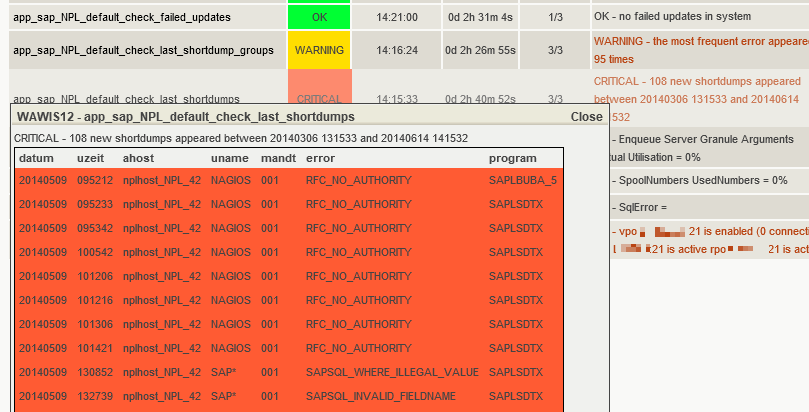 app_sap_NPL_default_check_failed_updates OK 14:21:00 0d 2h 31m 4s 1/3 OK - no failed updates in system
app_sap_NPL_default_check_last_shortdump_groups WARNING 14:16:24 0d 2h 26m 55s 3/3 WARNING - the most frequent error appeared
95 times
app_sap_NPL_default_check_last_shortdumps CRITICAL 14:15:33 0d 2h 40m 52s 3/3 CRITICAL - 108 new shortdumps appeared
between 20140306 131533 and 20140614
532
WAWIS12 - app_sap_NPL_default_check_last_shortdumps Close
CRITICAL - 108 new shortdumps appeared between 20140306 131533 and 20140614 141532
datum uzeit ahost uname mandt error program
20140509 095212 nplhost_NPL_42 NAGIOS 001 RFC_NO_AUTHORITY SAPLBUBA_5
20140509 095233 nplhost_NPL_42 NAGIOS 001 RFC_NO_AUTHORITY SAPLSDTX
20140509 095342 nplhost_NPL_42 NAGIOS 001 RFC_NO_AUTHORITY SAPLSDTX
20140509 100542 nplhost_NPL_42 NAGIOS 001 RFC_NO_AUTHORITY SAPLSDTX
20140509 101206 nplhost_NPL_42 NAGIOS 001 RFC_NO_AUTHORITY SAPLSDTX
20140509 101216 nplhost_NPL_42 NAGIOS 001 RFC_NO_AUTHORITY SAPLSDTX
20140509 101306 nplhost_NPL_42 NAGIOS 001 RFC_NO_AUTHORITY SAPLSDTX
20140509 101421 nplhost_NPL_42 NAGIOS 001 RFC_NO_AUTHORITY SAPLSDTX
20140509 130852 nplhost_NPL_42 SAP* 001 SAPSQL_WHERE_ILLEGAL_VALUE SAPLSDTX
20140509 132739 nplhost_NPL_42 SAP* 001 SAPSQL_INVALID_FIELDNAME SAPLSDTX
- Enqueue Server Granule Arguments
tual Utilisation = 0%
- SpoolNumbers UsedNumbers = 0%
- SqlError =
- vpo 21 is enabled (0 connecti
21 is active rpo 21 is act